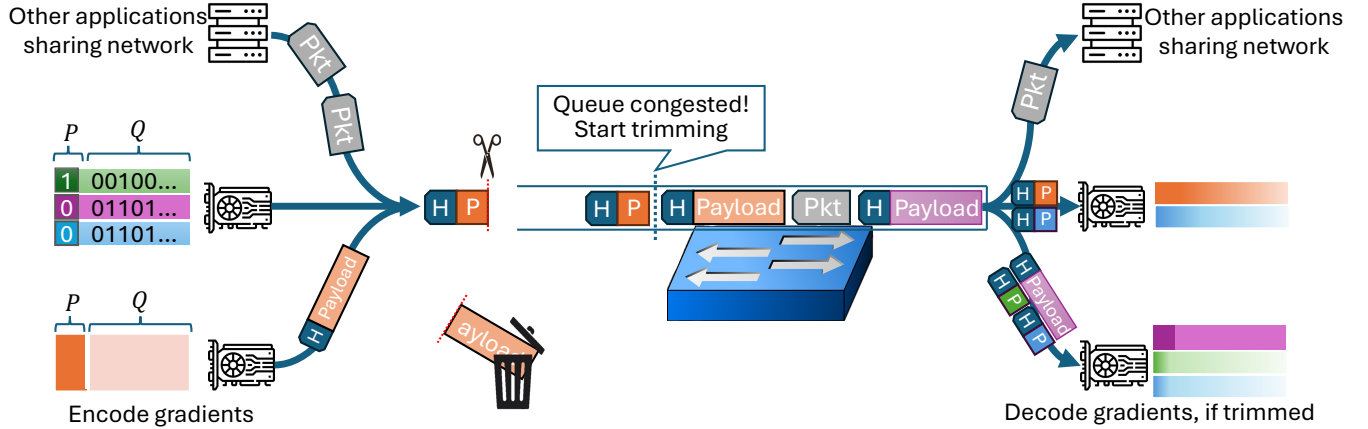 Other applications
sharing network
Pkt
Pkt
P Q
1 00100...
0 01101...
0 01101...
P Q
H Payload
Encode gradients
H P
ayload
Queue congested!
Start trimming
H P
H Payload
Pkt
H Payload
Other applications
sharing network
Pkt
H P
H P
H Payload
H P
H P
Decode gradients, if trimmed